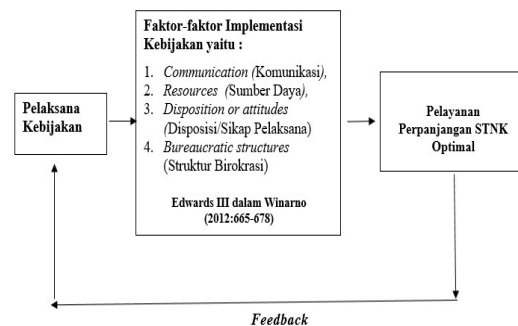 Pelaksana
Kebijakan
Faktor-faktor Implementasi
Kebijakan yaitu :
1. Communication (Komunikasi),
2. Resources (Sumber Daya),
3. Disposition or attitudes
(Disposisi/Sikap Pelaksana)
4. Bureaucratic structures
(Struktur Birokrasi)
Edwards III dalam Winarno
(2012:665-678)
Pelayanan
Perpanjangan STNK
Optimal
Feedback